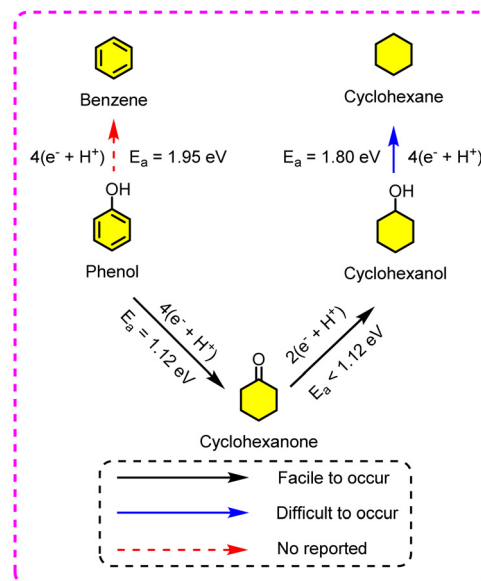 Benzene
Cyclohexane
4(e⁻ + H⁺) Eₐ = 1.95 eV
Eₐ = 1.80 eV 4(e⁻ + H⁺)
OH
OH
Phenol
Cyclohexanol
4(e⁻ + H⁺)
Eₐ = 1.12 eV
2(e⁻ + H⁺)
Eₐ < 1.12 eV
O
Cyclohexanone
Facile to occur
Difficult to occur
No reported